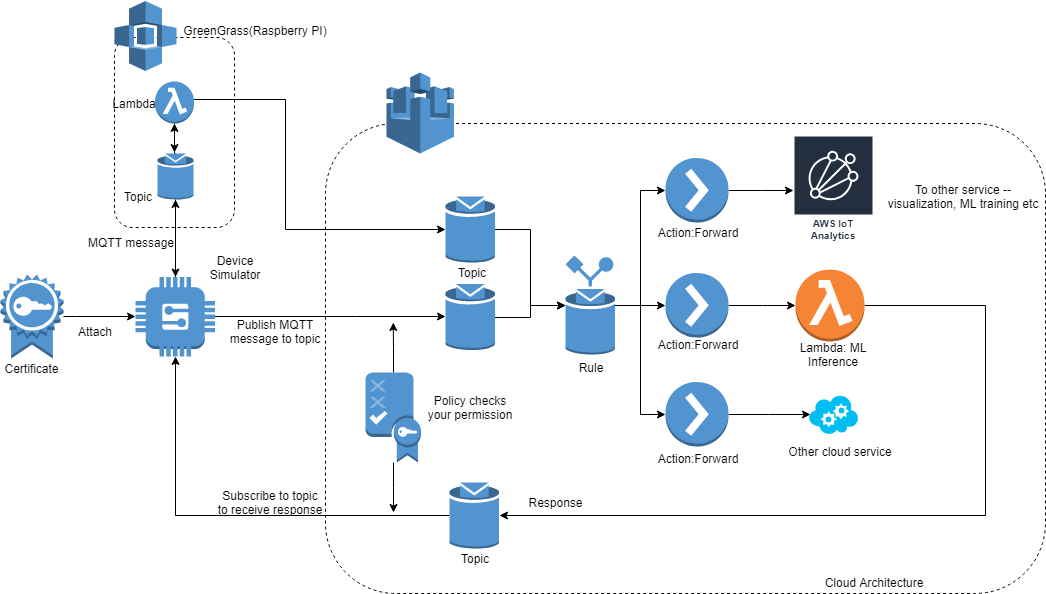 GreenGrass(Raspberry PI)
Lambda
Topic
MQTT message
Device
Simulator
Certificate
Attach
Publish MQTT
message to topic
Policy checks
your permission
Subscribe to topic
to receive response
Topic
Rule
Action:Forward
AWS IoT
Analytics
To other service --
visualization, ML training etc
Action:Forward
Lambda: ML
Inference
Action:Forward
Other cloud service
Response
Topic
Cloud Architecture